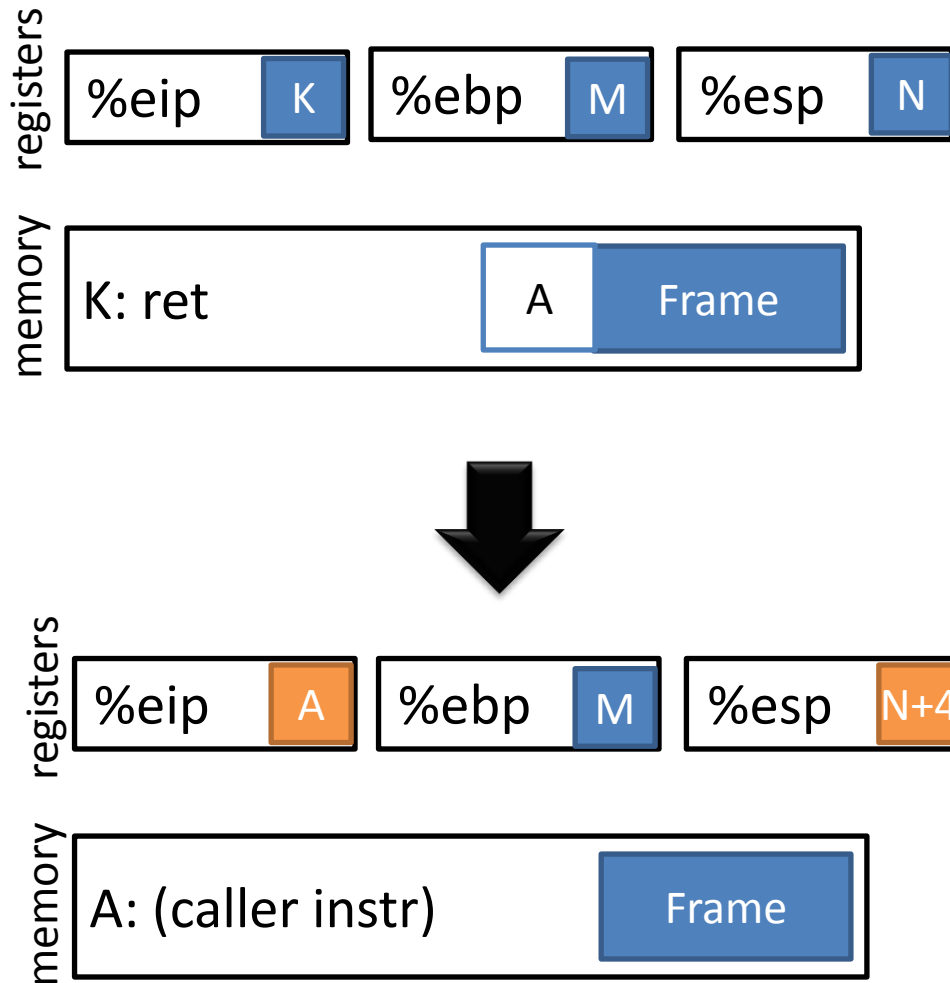 registers
%eip K %ebp M %esp N
memory
K: ret A Frame
registers
%eip A %ebp M %esp N+4
memory
A: (caller instr) Frame